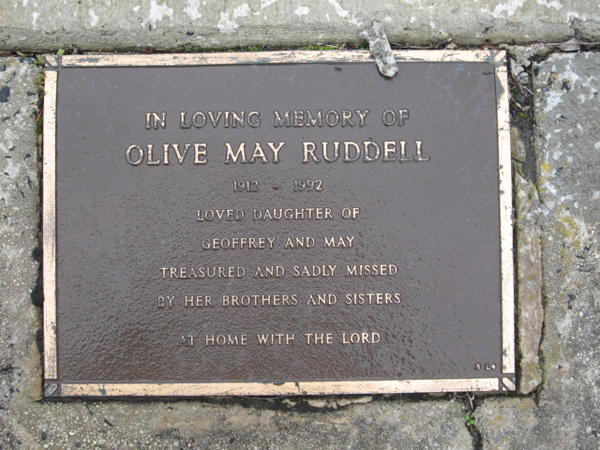 IN LOVING MEMORY OF
OLIVE MAY RUDDELL
1912 - 1992
LOVED DAUGHTER OF
GEOFFREY AND MAY
TREASURED AND SADLY MISSED
BY HER BROTHERS AND SISTERS
AT HOME WITH THE LORD